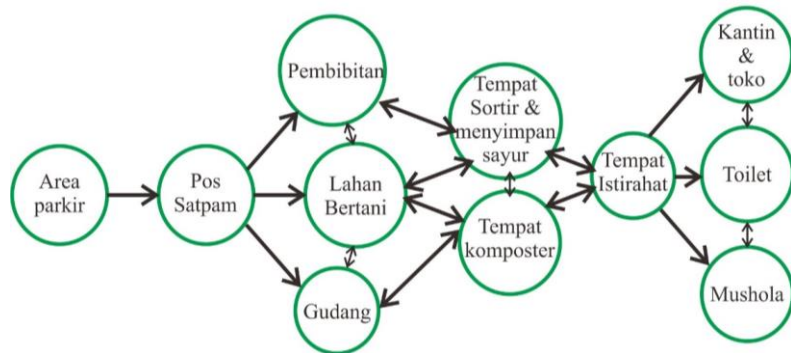 Area
parkir
Pos
Satpam
Pembibitan
Lahan
Bertani
Gudang
Tempat
Sortir &
menyimpan
sayur
Tempat
komposter
Tempat
Istirahat
Kantin
&
toko
Toilet
Mushola